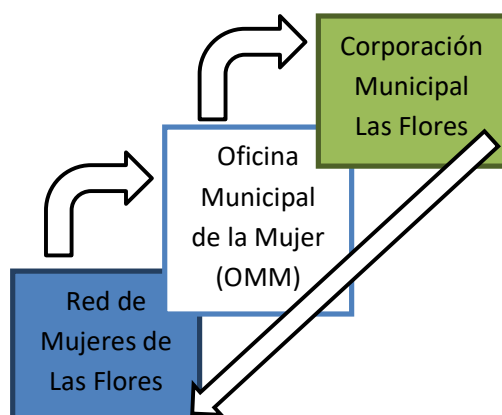 Corporación
Municipal
Las Flores
Oficina
Municipal
de la Mujer
(OMM)
Red de
Mujeres de
Las Flores